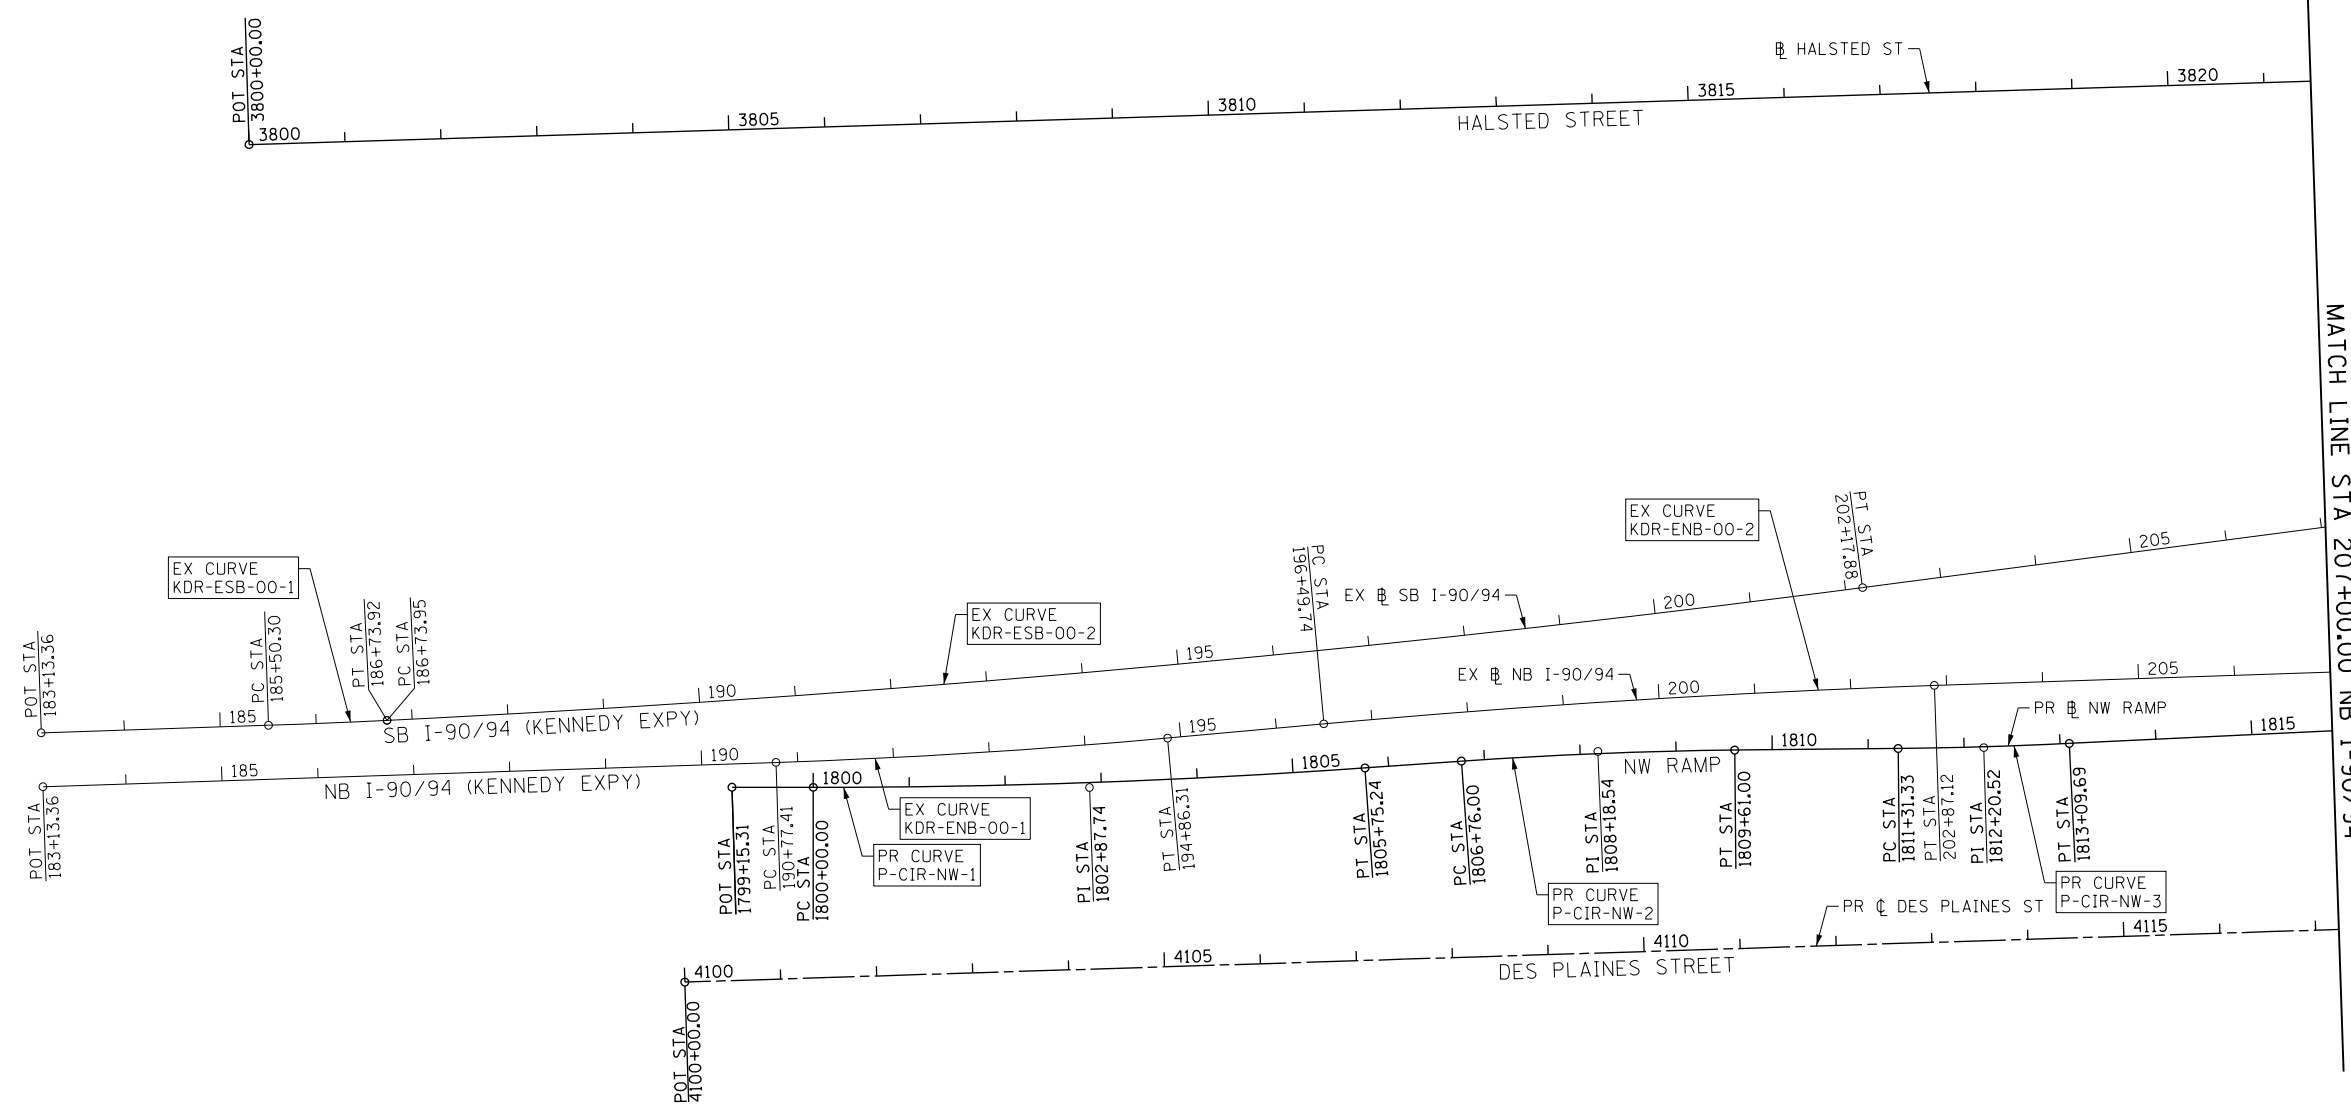 POT STA
3800+00.00
3800
3805
3810
3815
3820
HALSTED STREET
℄ HALSTED ST
MATCH LINE STA 207+00.00 NB I-90/94
EX CURVE
KDR-ESB-00-1
POT STA
183+13.36
185
PC STA
185+50.30
PT STA
186+73.92
PC STA
186+73.95
SB I-90/94 (KENNEDY EXPY)
190
EX CURVE
KDR-ESB-00-2
195
EX ℄ SB I-90/94
200
PT STA
202+17.88
205
POT STA
183+13.36
185
NB I-90/94 (KENNEDY EXPY)
190
PC STA
190+77.41
EX CURVE
KDR-ENB-00-1
PT STA
194+86.31
195
PC STA
196+49.74
EX ℄ NB I-90/94
200
EX CURVE
KDR-ENB-00-2
PT STA
202+87.12
205
POT STA
1799+15.31
PC STA
1800+00.00
1800
PR CURVE
P-CIR-NW-1
PI STA
1802+87.74
1805
PT STA
1805+75.24
PC STA
1806+76.00
PR CURVE
P-CIR-NW-2
PI STA
1808+18.54
NW RAMP
PT STA
1809+61.00
1810
PC STA
1811+31.33
PI STA
1812+20.52
PR ℄ NW RAMP
PT STA
1813+09.69
PR CURVE
P-CIR-NW-3
1815
POT STA
4100+00.00
4100
4105
4110
4115
DES PLAINES STREET
PR ℄ DES PLAINES ST